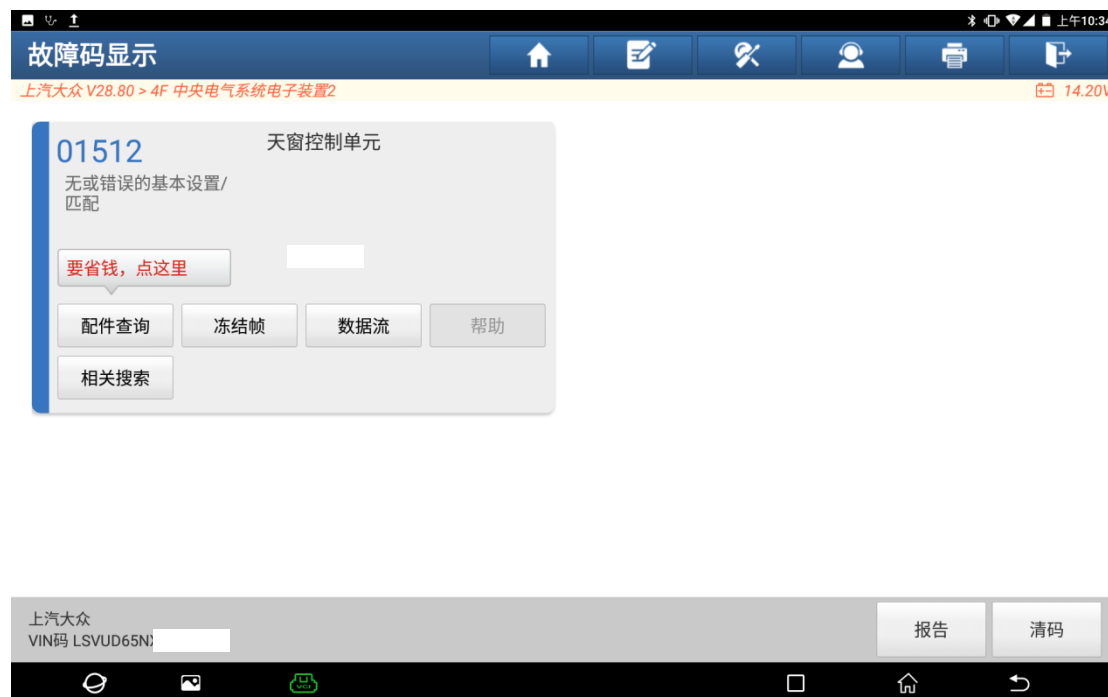 上午10:34
故障码显示
上汽大众 V28.80 > 4F 中央电气系统电子装置2
14.20V
01512
天窗控制单元
无或错误的基本设置/
匹配
要省钱，点这里
配件查询
冻结帧
数据流
帮助
相关搜索
上汽大众
VIN码 LSVUD65N
报告
清码
VCI